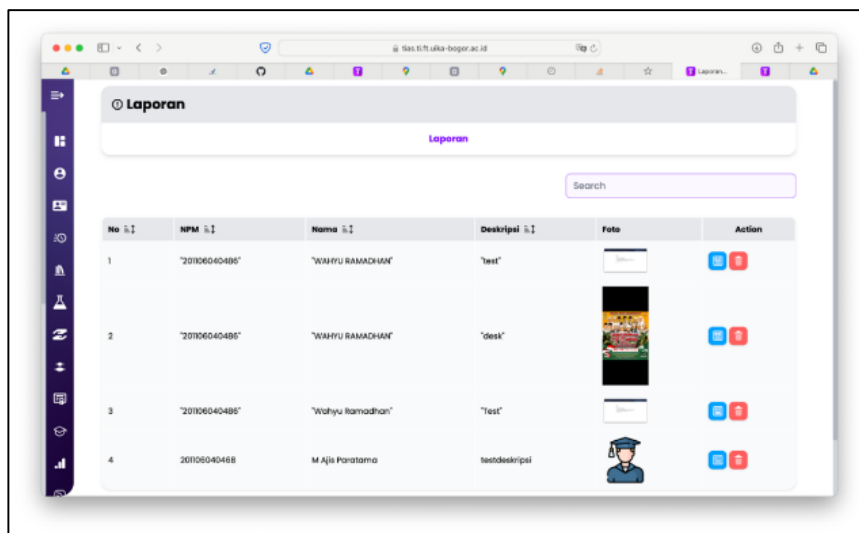 tias.ti.ft.uika-bogor.ac.id
Laporan...
Laporan
Laporan
Search
No NPM Nama Deskripsi Foto Action
1 "201106040486" "WAHYU RAMADHAN" "test"
2 "201106040486" "WAHYU RAMADHAN" "desk"
3 "201106040486" "Wahyu Ramadhan" "Test"
4 201106040468 M Ajis Paratama testdeskripsi